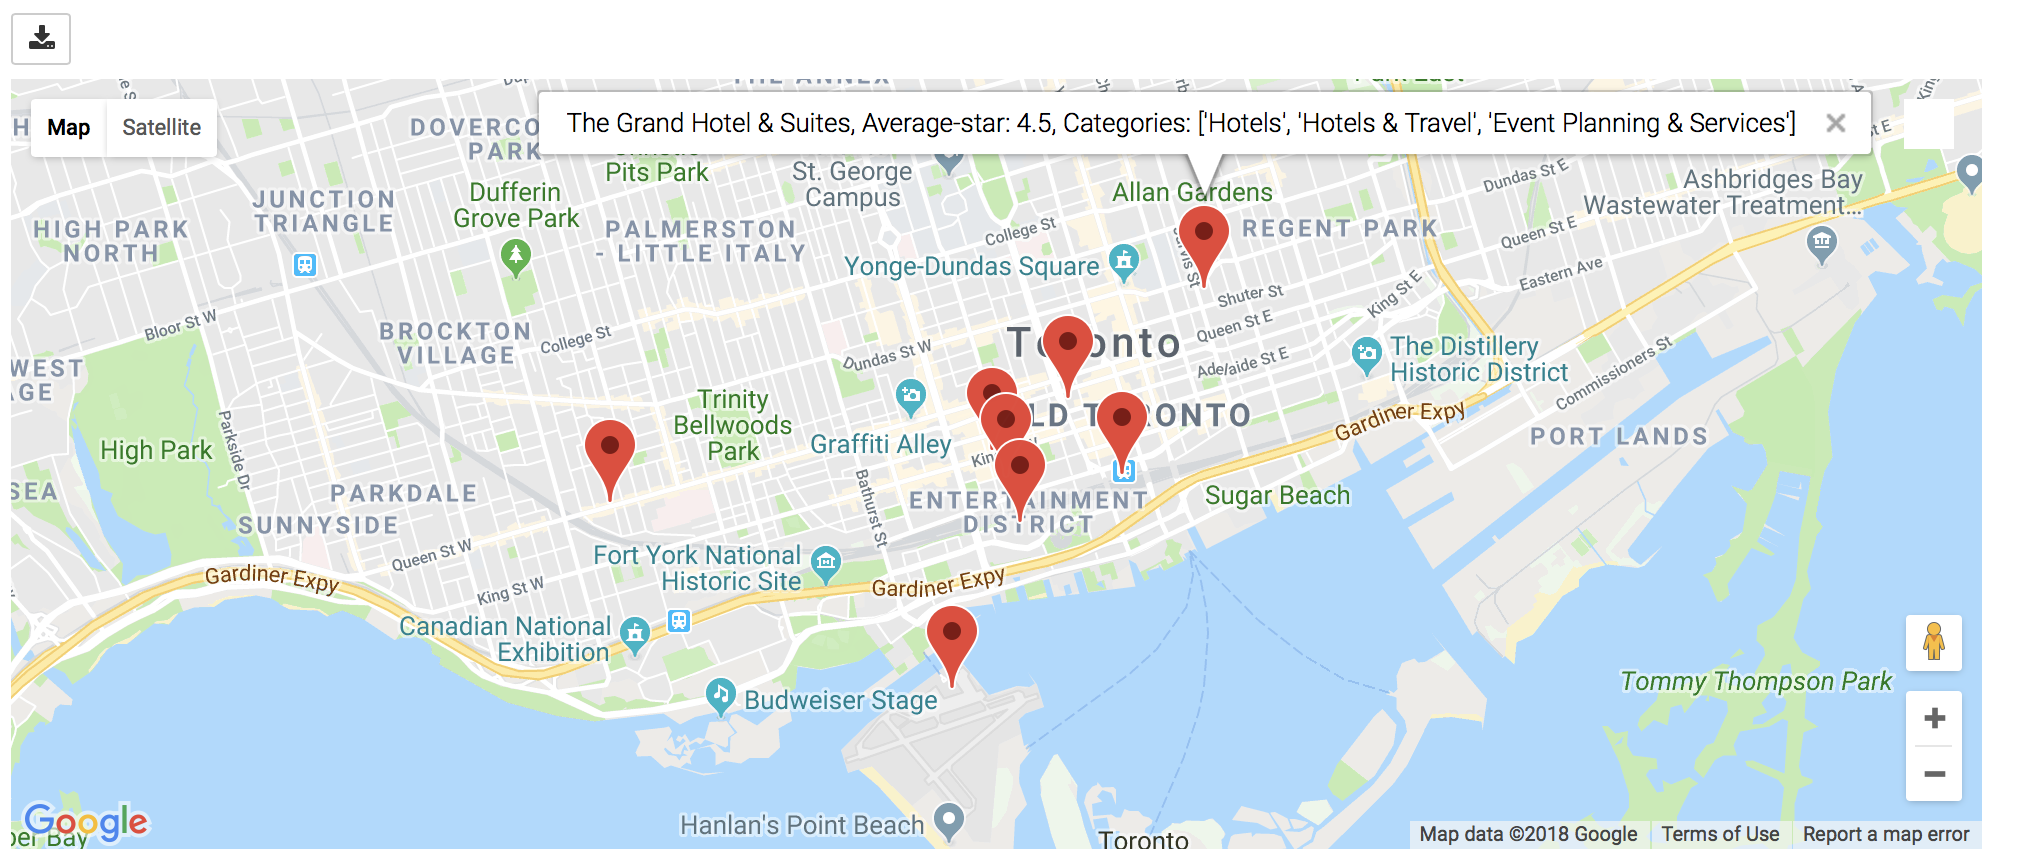 THE ANNEX
Map
Satellite
DOVERCO
PARK
The Grand Hotel & Suites, Average-star: 4.5, Categories: ['Hotels', 'Hotels & Travel', 'Event Planning & Services']
Pits Park
St. George
Campus
Allan Gardens
Dundas St E
Ashbridges Bay
Wastewater Treatment...
JUNCTION
TRIANGLE
Dufferin
Grove Park
HIGH PARK
NORTH
PALMERSTON
- LITTLE ITALY
College St
REGENT PARK
Queen St E
Yonge-Dundas Square
Eastern Ave
Shuter St
King St E
Bloor St W
BROCKTON
VILLAGE
College St
Dundas St W
Toronto
Queen St E
Adelaide St E
The Distillery
Historic District
Commissioners St
WEST
Parkside Dr
High Park
Trinity
Bellwoods
Park
Graffiti Alley
LD TORONTO
Gardiner Expy
PORT LANDS
PARKDALE
SUNNYSIDE
Bathurst St
ENTERTAINMENT
DISTRICT
Sugar Beach
Queen St W
King St W
Gardiner Expy
Fort York National
Historic Site
Gardiner Expy
Canadian National
Exhibition
Budweiser Stage
Tommy Thompson Park
Hanlan's Point Beach
Toronto
Google
Map data ©2018 Google
Terms of Use
Report a map error